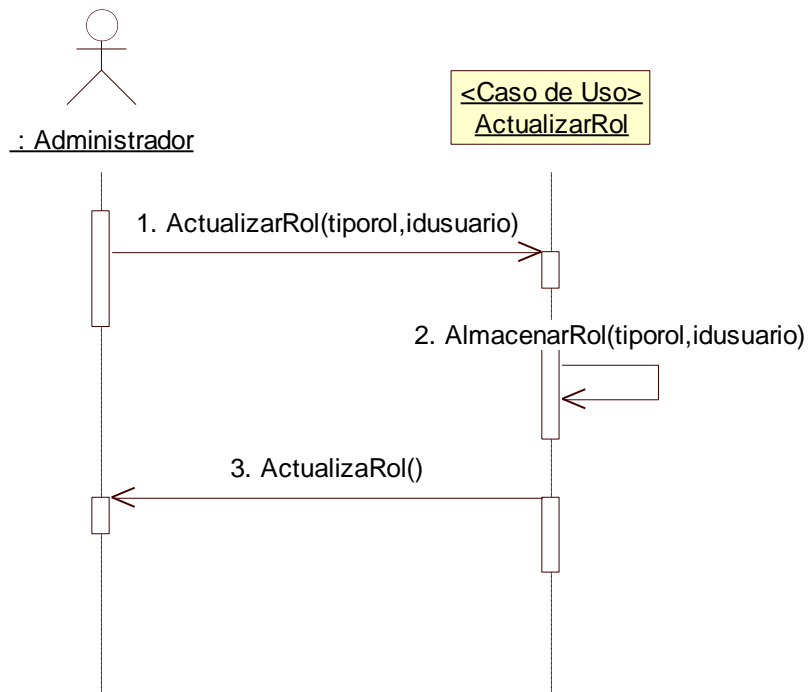 <Caso de Uso>
ActualizarRol
: Administrador
1. ActualizarRol(tiporol,idusuario)
2. AlmacenarRol(tiporol,idusuario)
3. ActualizaRol()